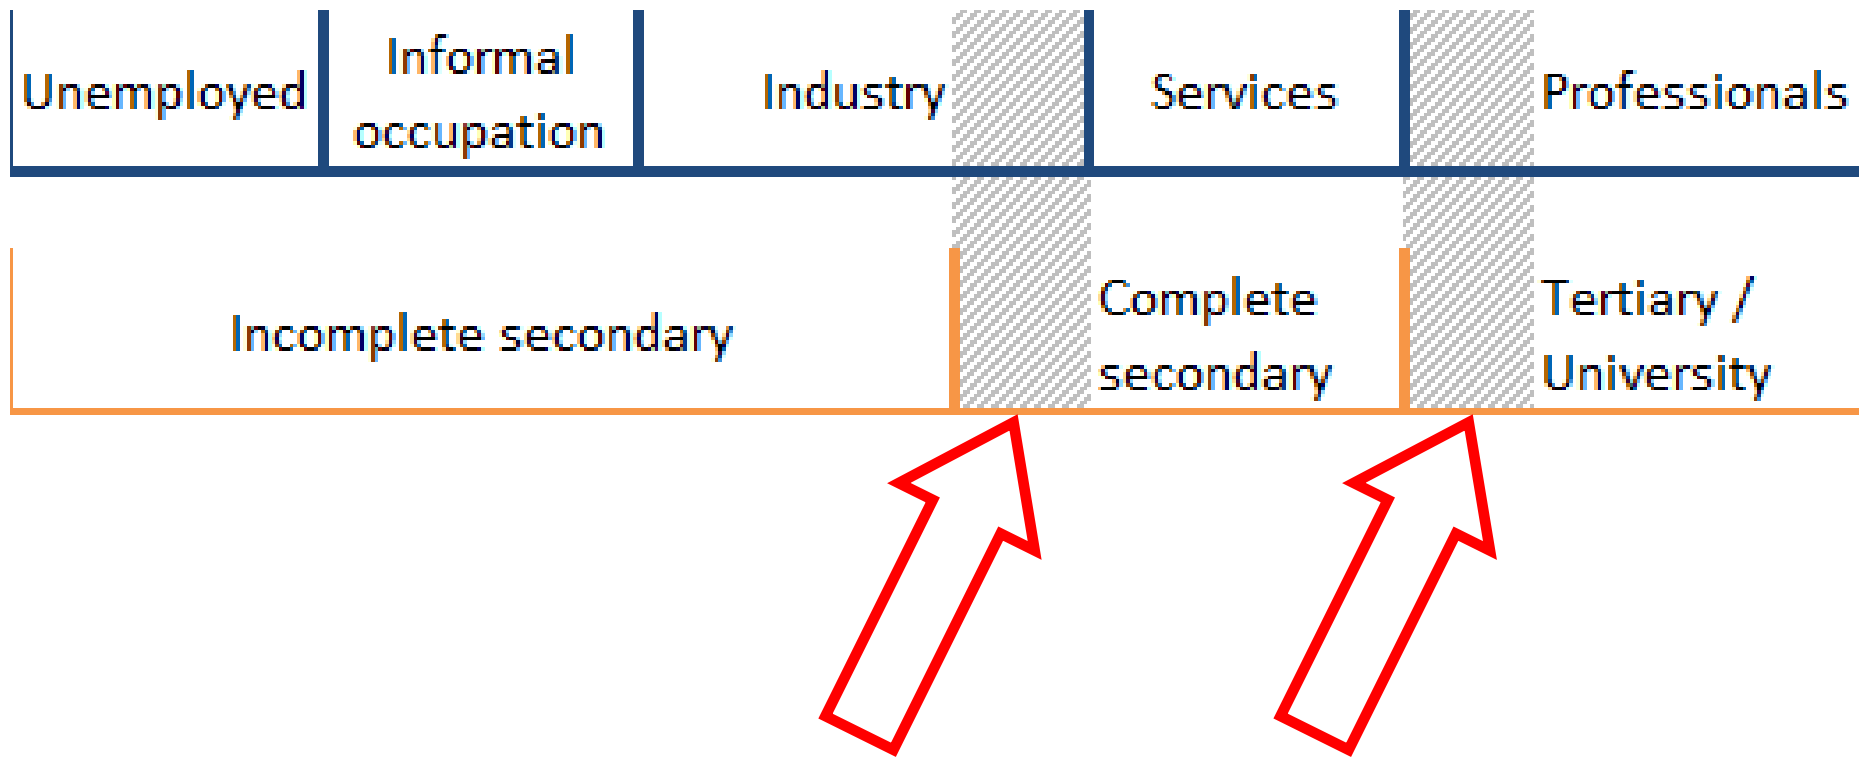 Unemployed
Informal
occupation
Industry
Services
Professionals
Incomplete secondary
Complete
secondary
Tertiary /
University